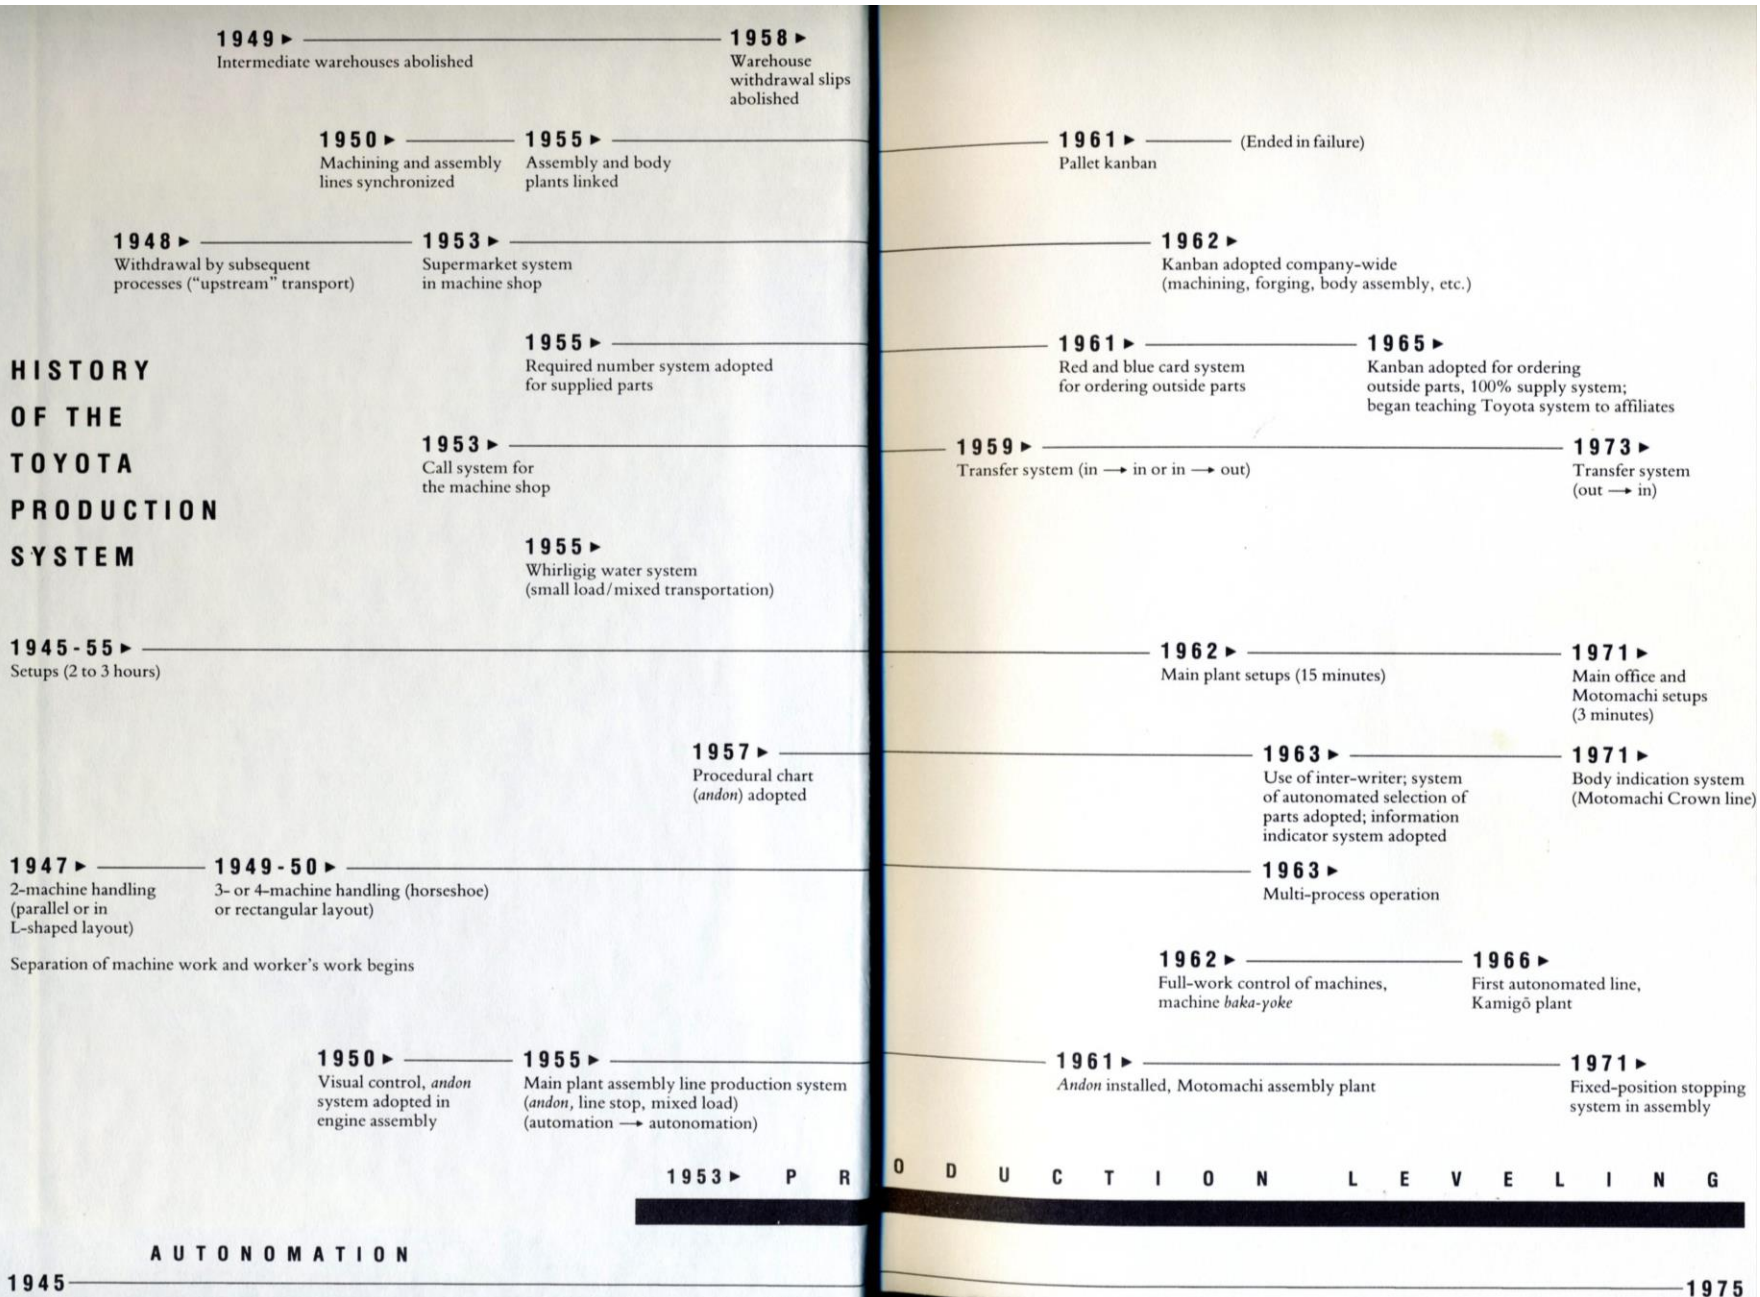 1949 ► 1958 ►
Intermediate warehouses abolished
Warehouse
withdrawal slips
abolished
1950 ► 1955 ► 1961 ► (Ended in failure)
Machining and assembly
lines synchronized
Assembly and body
plants linked
Pallet kanban
1948 ► 1953 ► 1962 ►
Withdrawal by subsequent
processes (“upstream” transport)
Supermarket system
in machine shop
Kanban adopted company-wide
(machining, forging, body assembly, etc.)
HISTORY
OF THE
TOYOTA
PRODUCTION
SYSTEM
1955 ► 1961 ► 1965 ►
Required number system adopted
for supplied parts
Red and blue card system
for ordering outside parts
Kanban adopted for ordering
outside parts, 100% supply system;
began teaching Toyota system to affiliates
1953 ► 1959 ► 1973 ►
Call system for
the machine shop
Transfer system (in → in or in → out)
Transfer system
(out → in)
1955 ►
Whirligig water system
(small load/mixed transportation)
1945-55 ► 1962 ► 1971 ►
Setups (2 to 3 hours)
Main plant setups (15 minutes)
Main office and
Motomachi setups
(3 minutes)
1957 ► 1963 ► 1971 ►
Procedural chart
(andon) adopted
Use of inter-writer; system
of autonomated selection of
parts adopted; information
indicator system adopted
Body indication system
(Motomachi Crown line)
1947 ► 1949-50 ► 1963 ►
2-machine handling
(parallel or in
L-shaped layout)
3- or 4-machine handling (horseshoe)
or rectangular layout)
Multi-process operation
Separation of machine work and worker's work begins
1962 ► 1966 ►
Full-work control of machines,
machine baka-yoke
First autonomated line,
Kamigō plant
1950 ► 1955 ► 1961 ► 1971 ►
Visual control, andon
system adopted in
engine assembly
Main plant assembly line production system
(andon, line stop, mixed load)
(automation → autonomation)
Andon installed, Motomachi assembly plant
Fixed-position stopping
system in assembly
1953 ► PRODUCTION LEVELING
AUTONOMATION
1945 1975